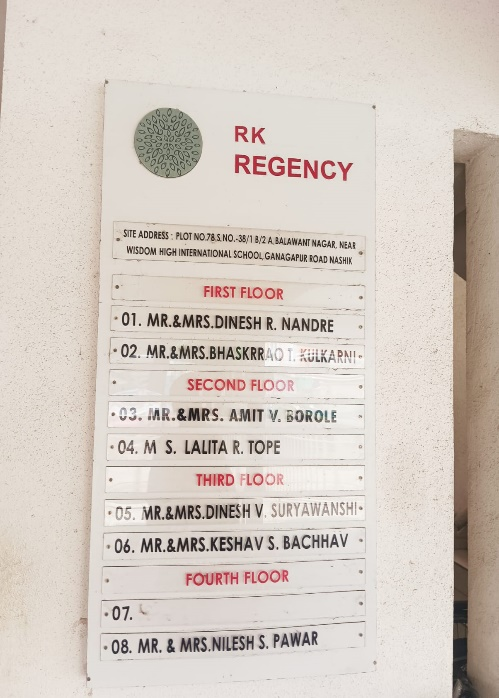 RK
REGENCY
SITE ADDRESS : PLOT NO.78.S.NO.-38/1 B/2 A.BALAWANT NAGAR, NEAR
WISDOM HIGH INTERNATIONAL SCHOOL,GANAGAPUR ROAD NASHIK
FIRST FLOOR
01. MR.&MRS.DINESH R. NANDRE
02. MR.&MRS.BHASKRRAO T. KULKARNI
SECOND FLOOR
03. MR.&MRS. AMIT V. BOROLE
04. M S. LALITA R. TOPE
THIRD FLOOR
05. MR.&MRS.DINESH V. SURYAWANSHI
06. MR.&MRS.KESHAV S. BACHHAV
FOURTH FLOOR
07.
08. MR. & MRS.NILESH S. PAWAR